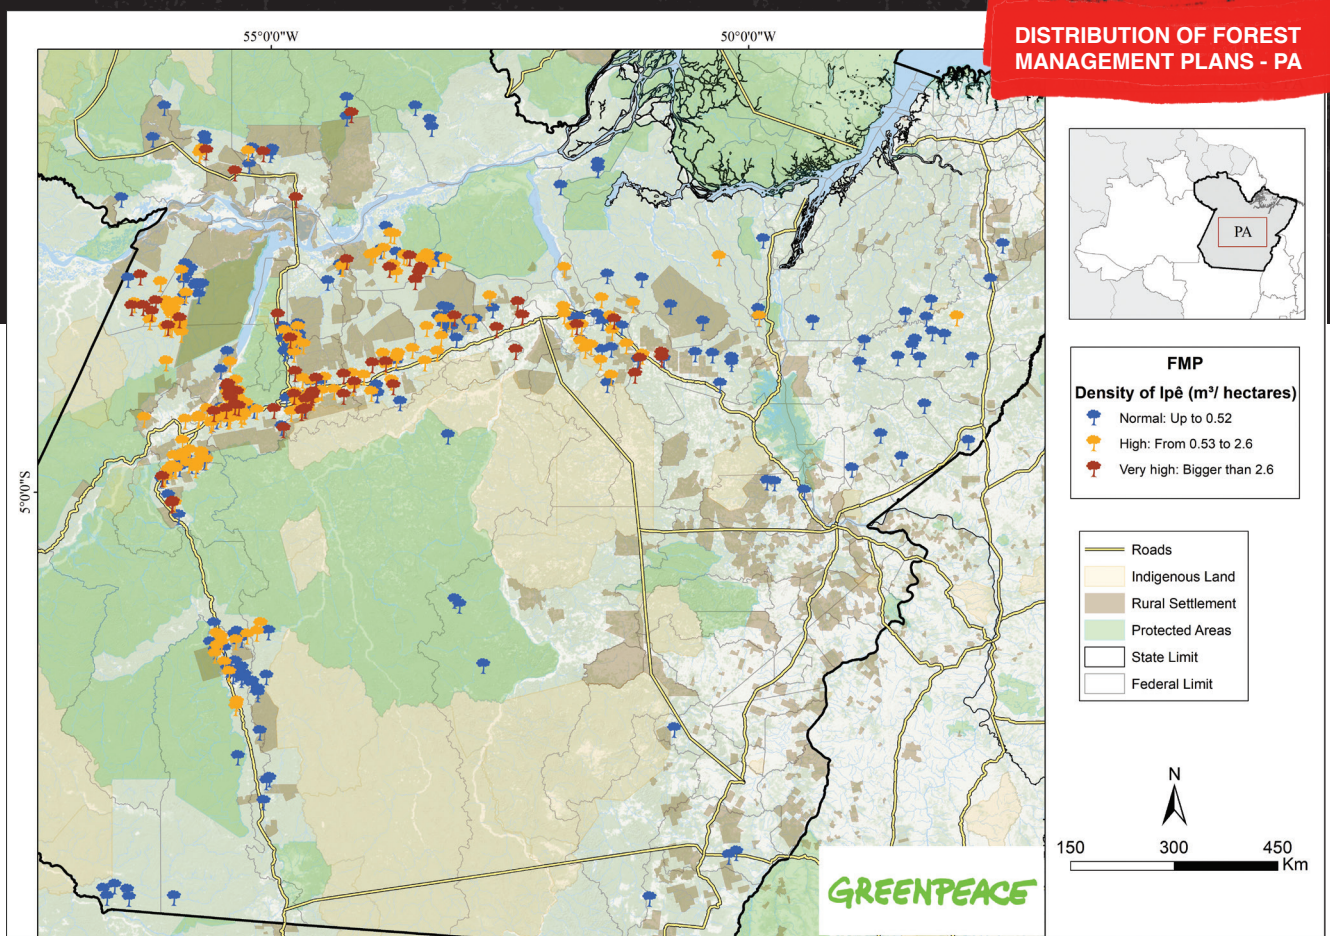 DISTRIBUTION OF FOREST
MANAGEMENT PLANS - PA
55°0'0"W
50°0'0"W
5°0'0"S
PA
FMP
Density of Ipê (m³/ hectares)
Normal: Up to 0.52
High: From 0.53 to 2.6
Very high: Bigger than 2.6
Roads
Indigenous Land
Rural Settlement
Protected Areas
State Limit
Federal Limit
N
150 300 450
Km
GREENPEACE